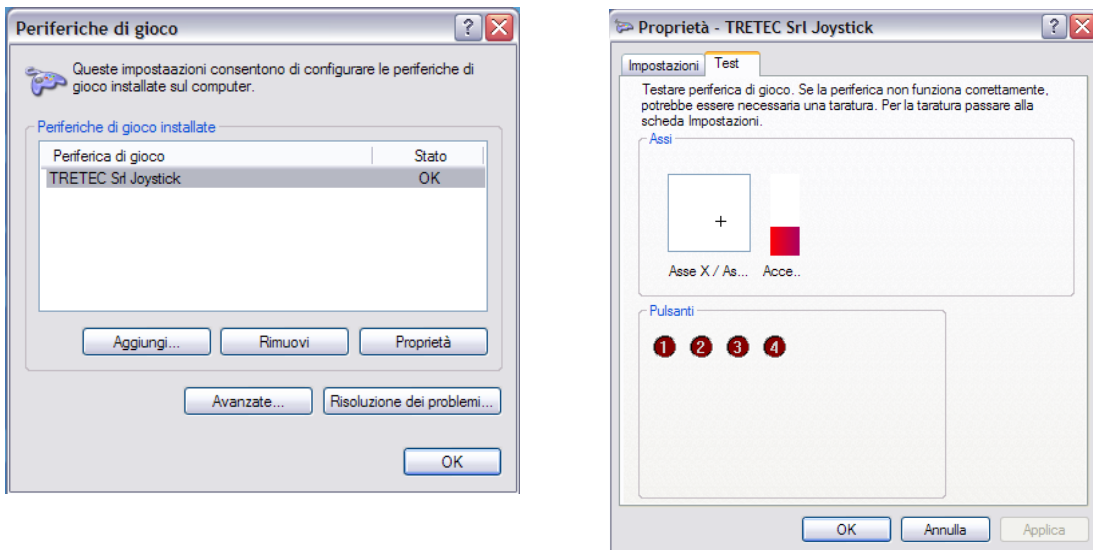 Periferiche di gioco
Queste impostaazioni consentono di configurare le periferiche di
gioco installate sul computer.
Periferiche di gioco installate
Periferica di gioco Stato
TRETEC Srl Joystick OK
Aggiungi... Rimuovi Proprietà
Avanzate... Risoluzione dei problemi...
OK
Proprietà - TRETEC Srl Joystick
Impostazioni Test
Testare periferica di gioco. Se la periferica non funziona correttamente,
potrebbe essere necessaria una taratura. Per la taratura passare alla
scheda Impostazioni.
Assi
Asse X / As... Acce..
Pulsanti
1 2 3 4
OK Annulla Applica